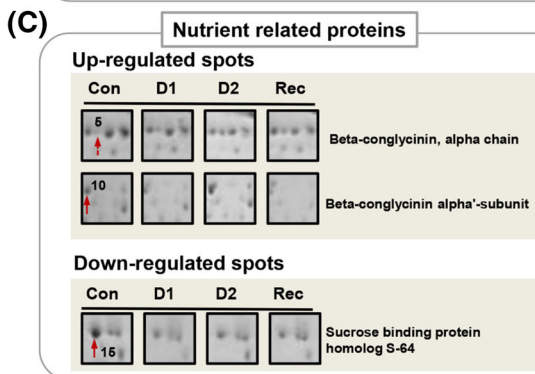 (C)
Nutrient related proteins
Up-regulated spots
Con D1 D2 Rec
5
Beta-conglycinin, alpha chain
10
Beta-conglycinin alpha'-subunit
Down-regulated spots
Con D1 D2 Rec
15
Sucrose binding protein
homolog S-64